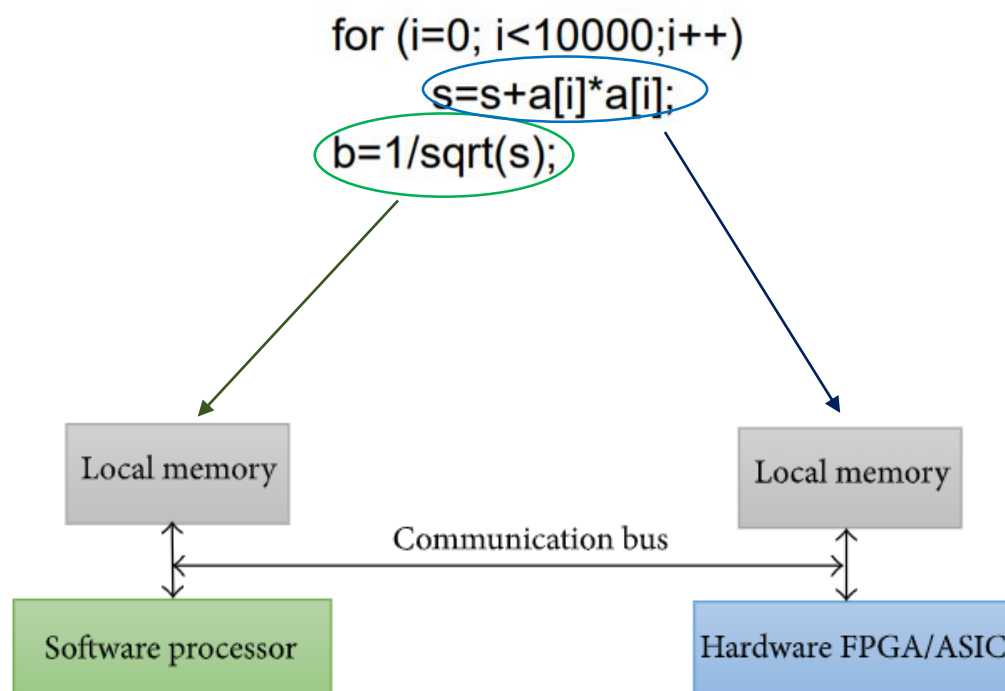 for (i=0; i<10000;i++)
s=s+a[i]*a[i];
b=1/sqrt(s);
Local memory
Local memory
Communication bus
Software processor
Hardware FPGA/ASIC